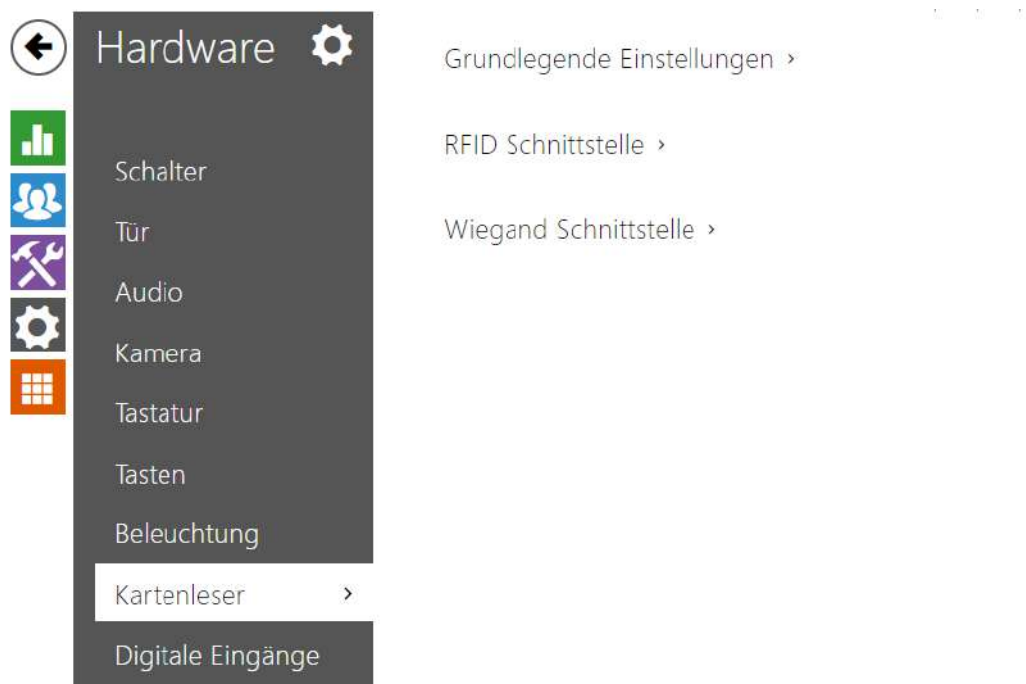 Hardware
Schalter
Tür
Audio
Kamera
Tastatur
Tasten
Beleuchtung
Kartenleser
Digitale Eingänge
Grundlegende Einstellungen
RFID Schnittstelle
Wiegand Schnittstelle